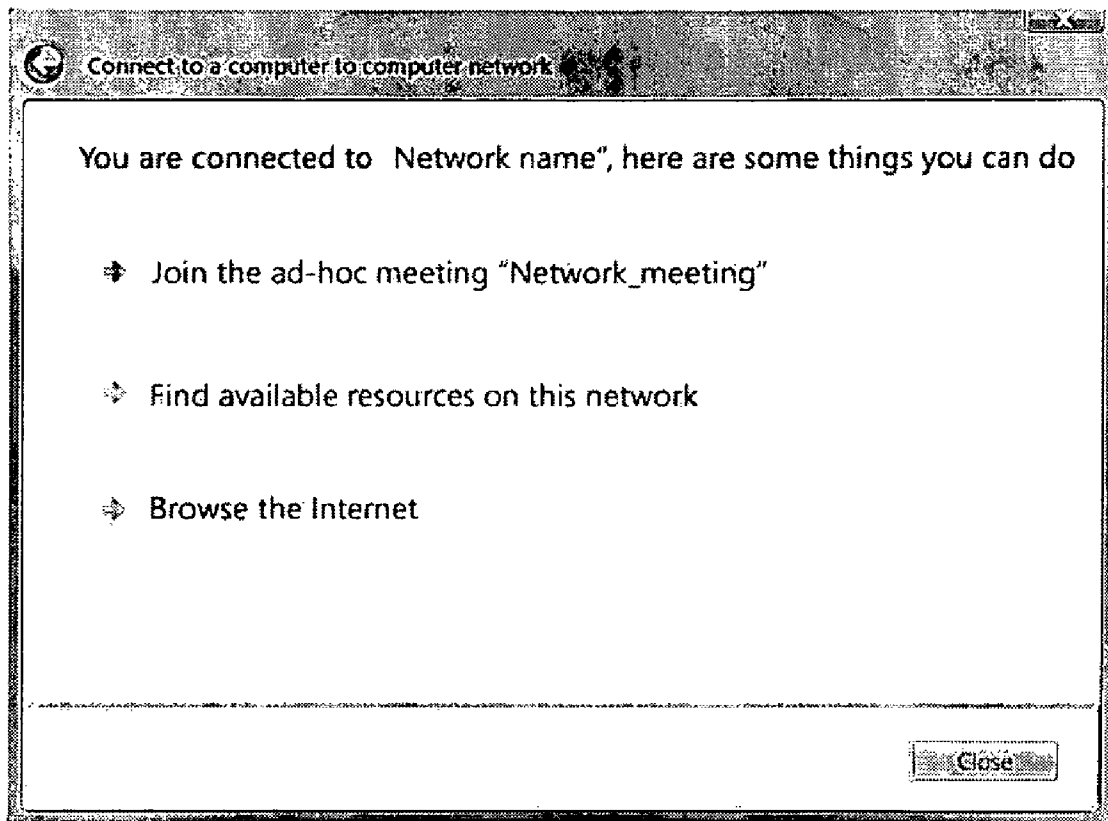 Connect to a computer to computer network
You are connected to Network name”, here are some things you can do
Join the ad-hoc meeting “Network_meeting”
Find available resources on this network
Browse the Internet
Close